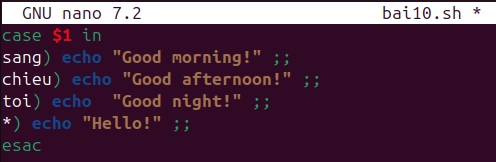 GNU nano 7.2 bai10.sh *
case $1 in
sang) echo "Good morning!" ;;
chieu) echo "Good afternoon!" ;;
toi) echo  "Good night!" ;;
*) echo "Hello!" ;;
esac